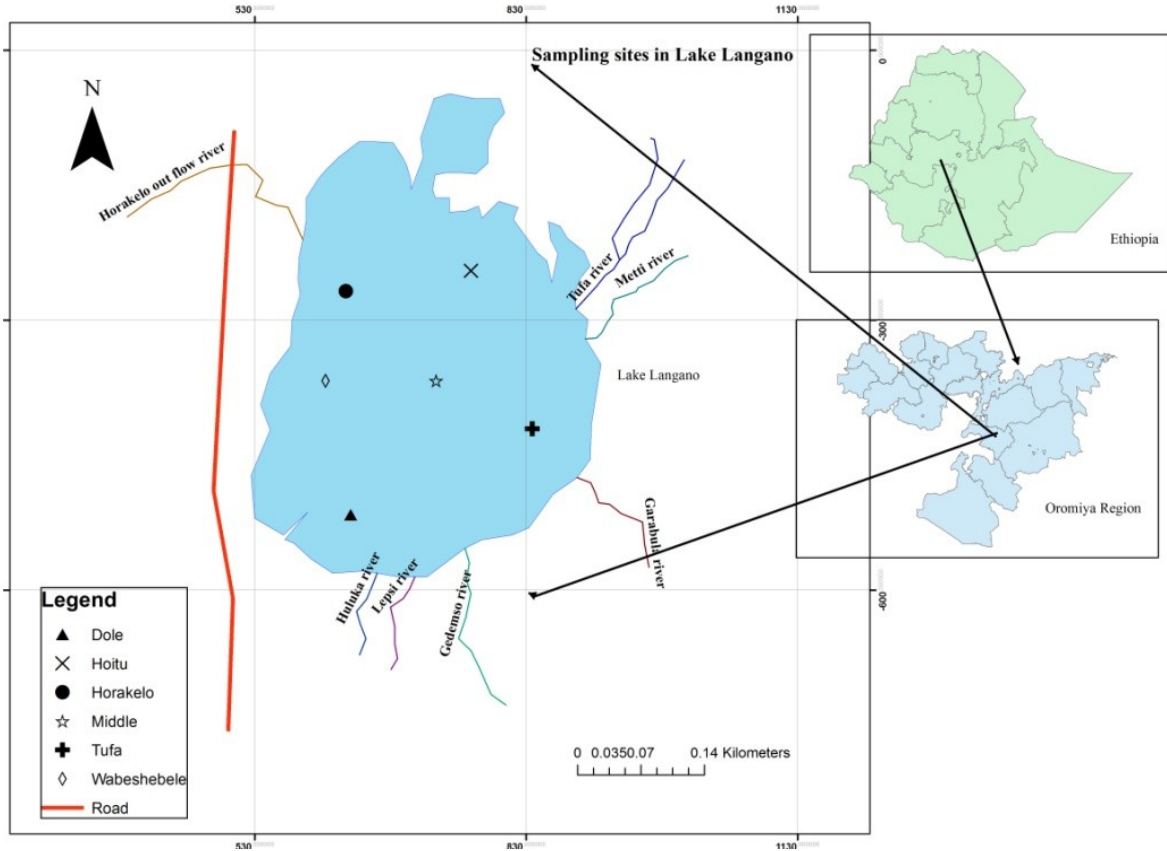 530
830
1130
Sampling sites in Lake Langano
0
N
Horakelo out flow river
Ethiopia
Tufa river
Metti river
-300
Lake Langano
Oromiya Region
Garabula river
Huluka river
Lepsi river
Gedemso river
-600
Legend
Dole
Hoitu
Horakelo
Middle
Tufa
Wabeshebele
Road
0 0.0350.07 0.14 Kilometers
530
830
1130